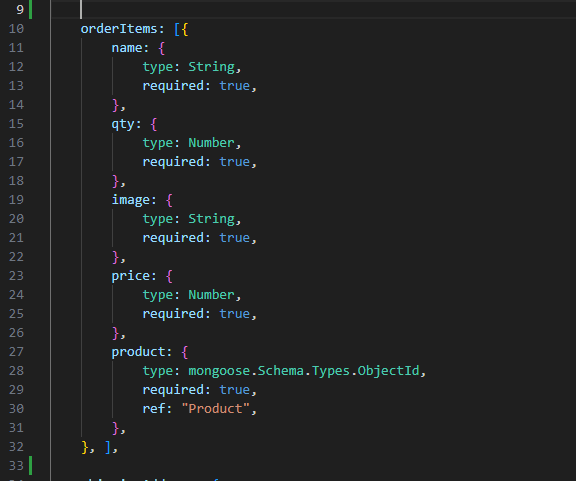 9
10 orderItems: [{
11 name: {
12 type: String,
13 required: true,
14 },
15 qty: {
16 type: Number,
17 required: true,
18 },
19 image: {
20 type: String,
21 required: true,
22 },
23 price: {
24 type: Number,
25 required: true,
26 },
27 product: {
28 type: mongoose.Schema.Types.ObjectId,
29 required: true,
30 ref: "Product",
31 },
32 }, ],
33